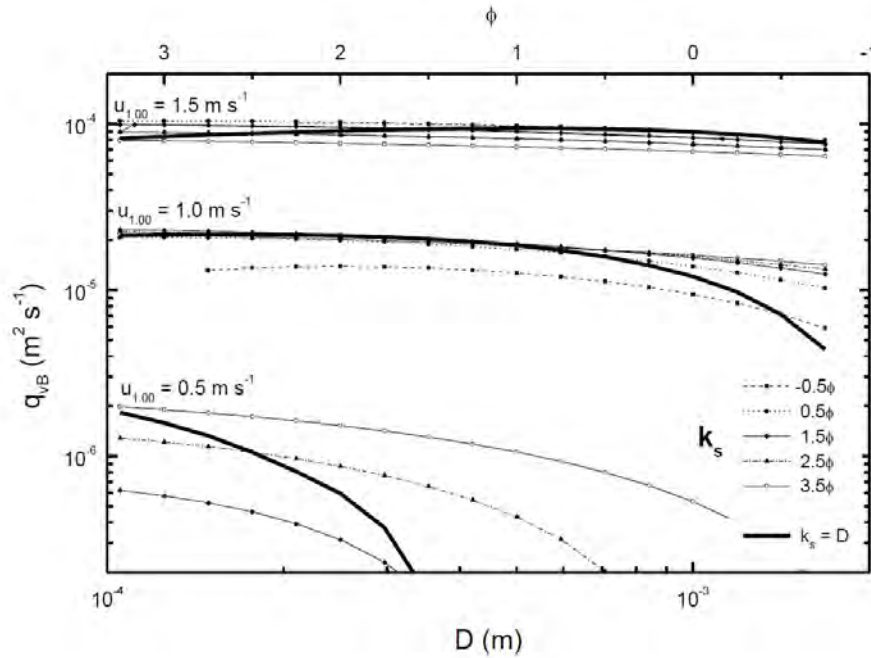 ϕ
3 2 1 0 -1
u1.00 = 1.5 m s-1
10-4
u1.00 = 1.0 m s-1
10-5
qvB (m2 s-1)
u1.00 = 0.5 m s-1
10-6
ks
-0.5ϕ
0.5ϕ
1.5ϕ
2.5ϕ
3.5ϕ
ks = D
10-4 10-3
D (m)